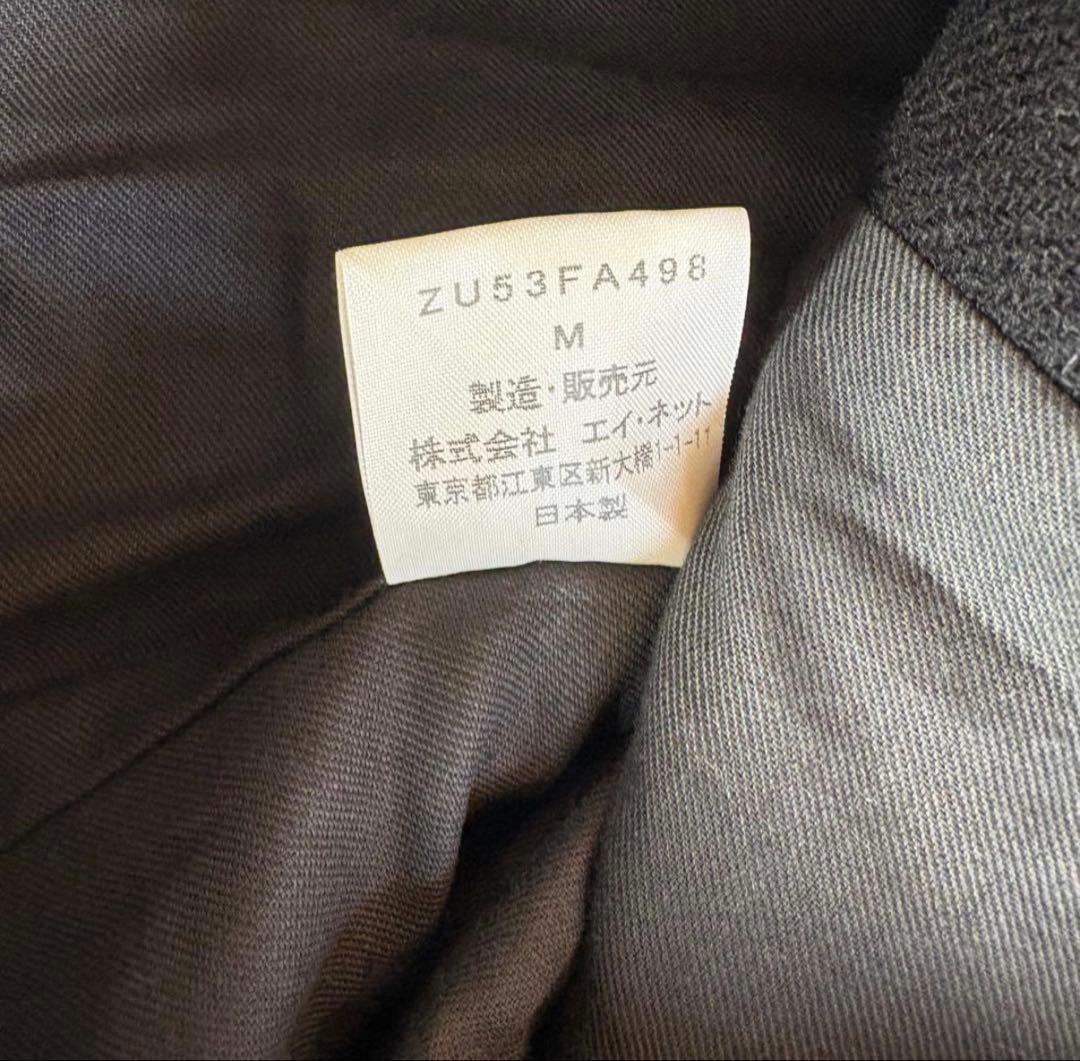 ZU53FA498
M
製造・販売元
株式会社 エイ・ネット
東京都江東区新大橋1-1-11
日本製